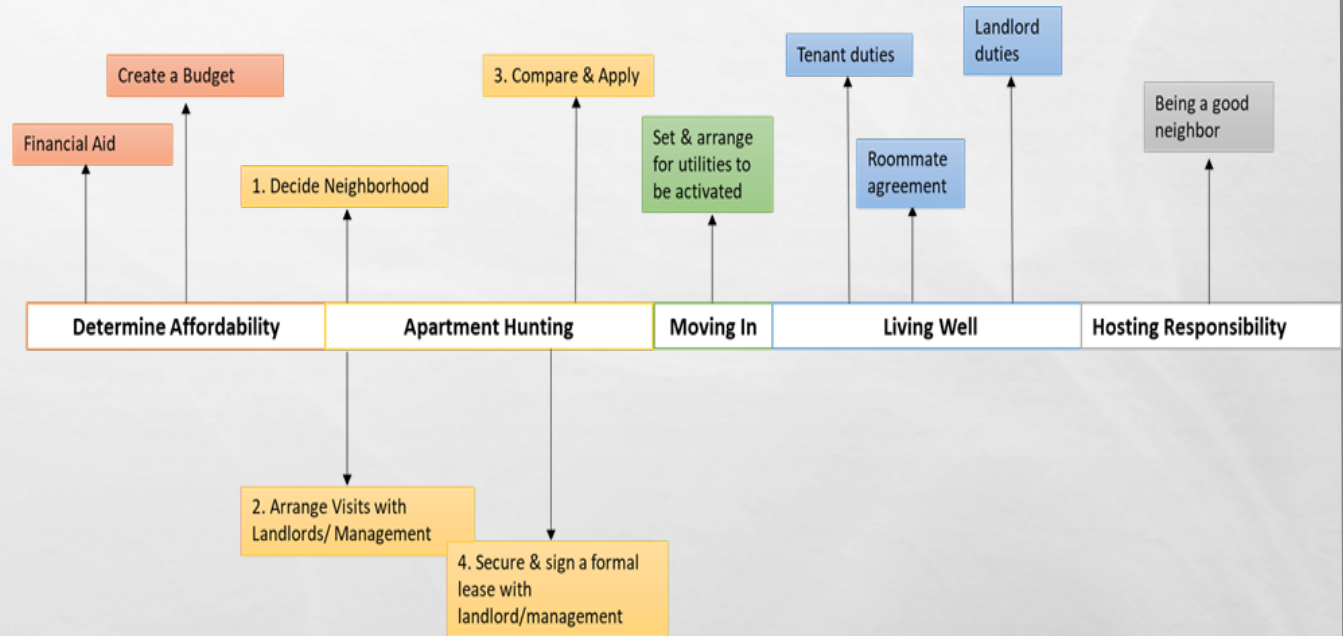 Financial Aid
Create a Budget
1. Decide Neighborhood
3. Compare & Apply
Set & arrange
for utilities to
be activated
Tenant duties
Roommate
agreement
Landlord
duties
Being a good
neighbor
Determine Affordability
Apartment Hunting
Moving In
Living Well
Hosting Responsibility
2. Arrange Visits with
Landlords/ Management
4. Secure & sign a formal
lease with
landlord/management